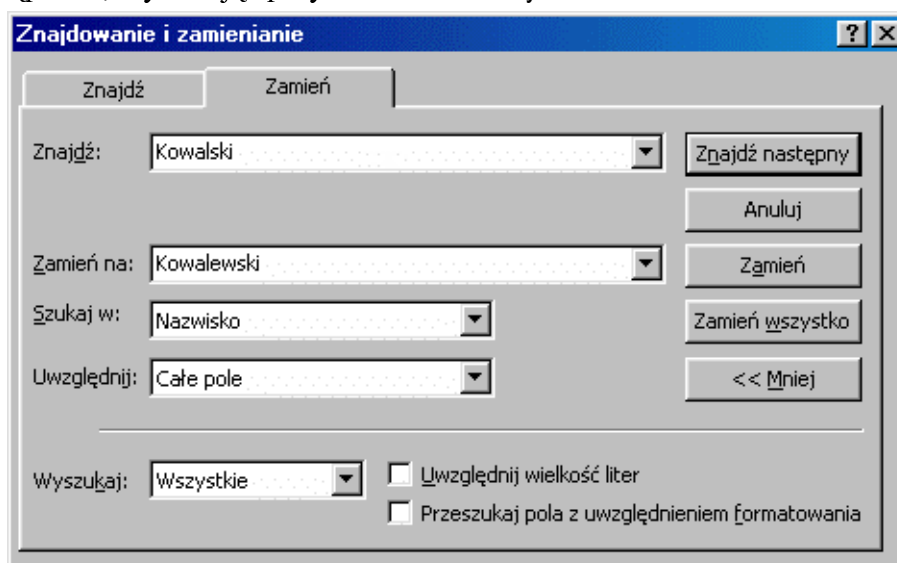 Znajdowanie i zamienianie
Znajdź Zamień
Znajdź: Kowalski Znajdź następny
Anuluj
Zamień na: Kowalewski Zamień
Szukaj w: Nazwisko Zamień wszystko
Uwzględnij: Całe pole << Mniej
Wyszukaj: Wszystkie Uwzględnij wielkość liter
Przeszukaj pola z uwzględnieniem formatowania